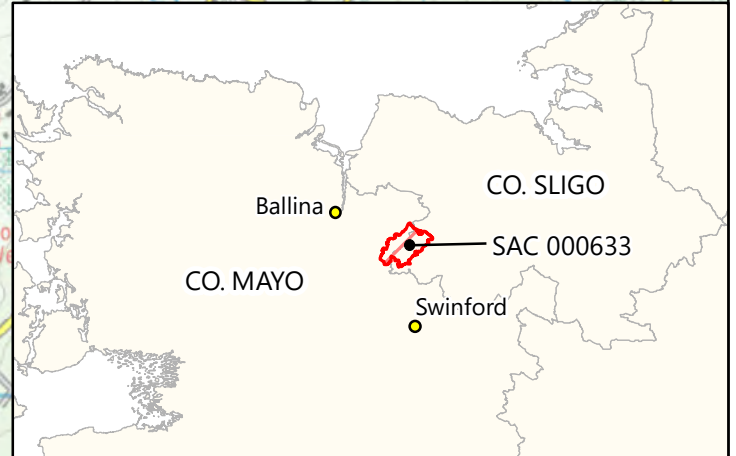 CO. SLIGO
Ballina
SAC 000633
CO. MAYO
Swinford